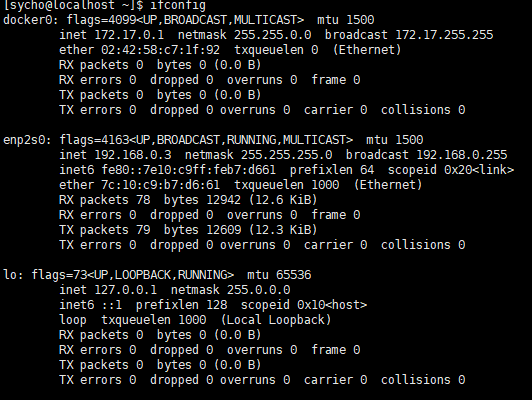 [sycho@localhost ~]$ ifconfig
docker0: flags=4099<UP,BROADCAST,MULTICAST>  mtu 1500
        inet 172.17.0.1  netmask 255.255.0.0  broadcast 172.17.255.255
        ether 02:42:58:c7:1f:92  txqueuelen 0  (Ethernet)
        RX packets 0  bytes 0 (0.0 B)
        RX errors 0  dropped 0  overruns 0  frame 0
        TX packets 0  bytes 0 (0.0 B)
        TX errors 0  dropped 0 overruns 0  carrier 0  collisions 0

enp2s0: flags=4163<UP,BROADCAST,RUNNING,MULTICAST>  mtu 1500
        inet 192.168.0.3  netmask 255.255.255.0  broadcast 192.168.0.255
        inet6 fe80::7e10:c9ff:feb7:d661  prefixlen 64  scopeid 0x20<link>
        ether 7c:10:c9:b7:d6:61  txqueuelen 1000  (Ethernet)
        RX packets 78  bytes 12942 (12.6 KiB)
        RX errors 0  dropped 0  overruns 0  frame 0
        TX packets 79  bytes 12609 (12.3 KiB)
        TX errors 0  dropped 0 overruns 0  carrier 0  collisions 0

lo: flags=73<UP,LOOPBACK,RUNNING>  mtu 65536
        inet 127.0.0.1  netmask 255.0.0.0
        inet6 ::1  prefixlen 128  scopeid 0x10<host>
        loop  txqueuelen 1000  (Local Loopback)
        RX packets 0  bytes 0 (0.0 B)
        RX errors 0  dropped 0  overruns 0  frame 0
        TX packets 0  bytes 0 (0.0 B)
        TX errors 0  dropped 0 overruns 0  carrier 0  collisions 0